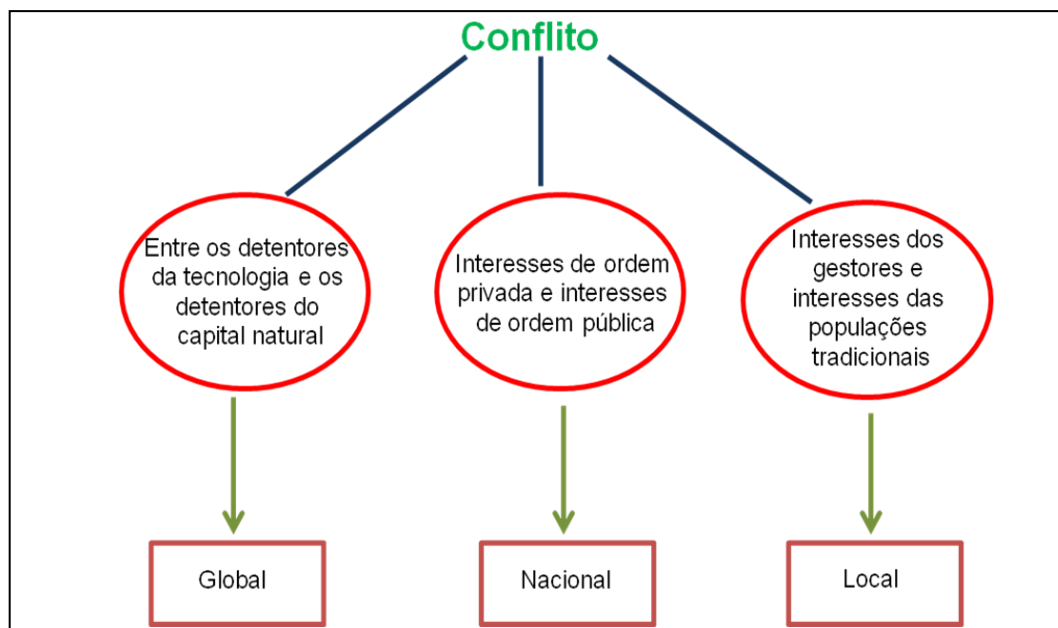 Conflito
Entre os detentores
da tecnologia e os
detentores do
capital natural
Interesses de ordem
privada e interesses
de ordem pública
Interesses dos
gestores e
interesses das
populações
tradicionais
Global
Nacional
Local